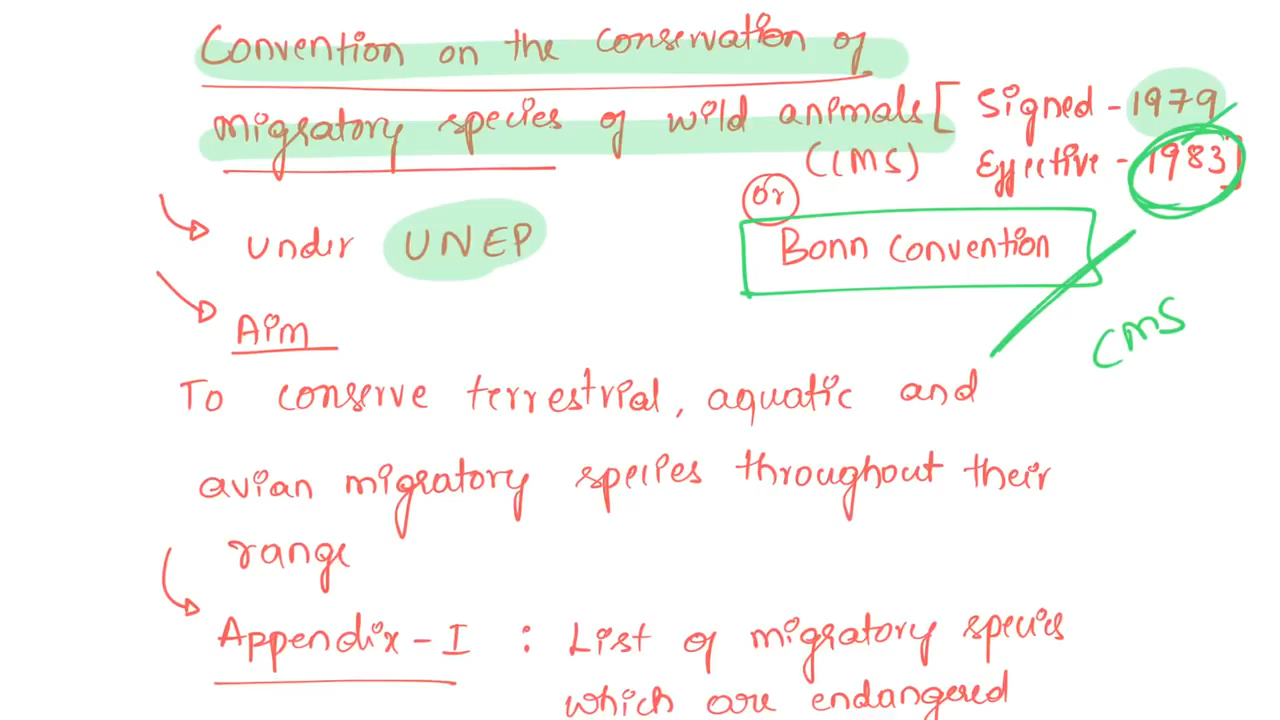 Convention on the conservation of
migratory species of wild animals [ Signed - 1979
(CMS) Effective - 1983]
or
Under UNEP
Bonn Convention
Aim
CMS
To conserve terrestrial, aquatic and
avian migratory species throughout their
range
Appendix - I : List of migratory species
which are endangered